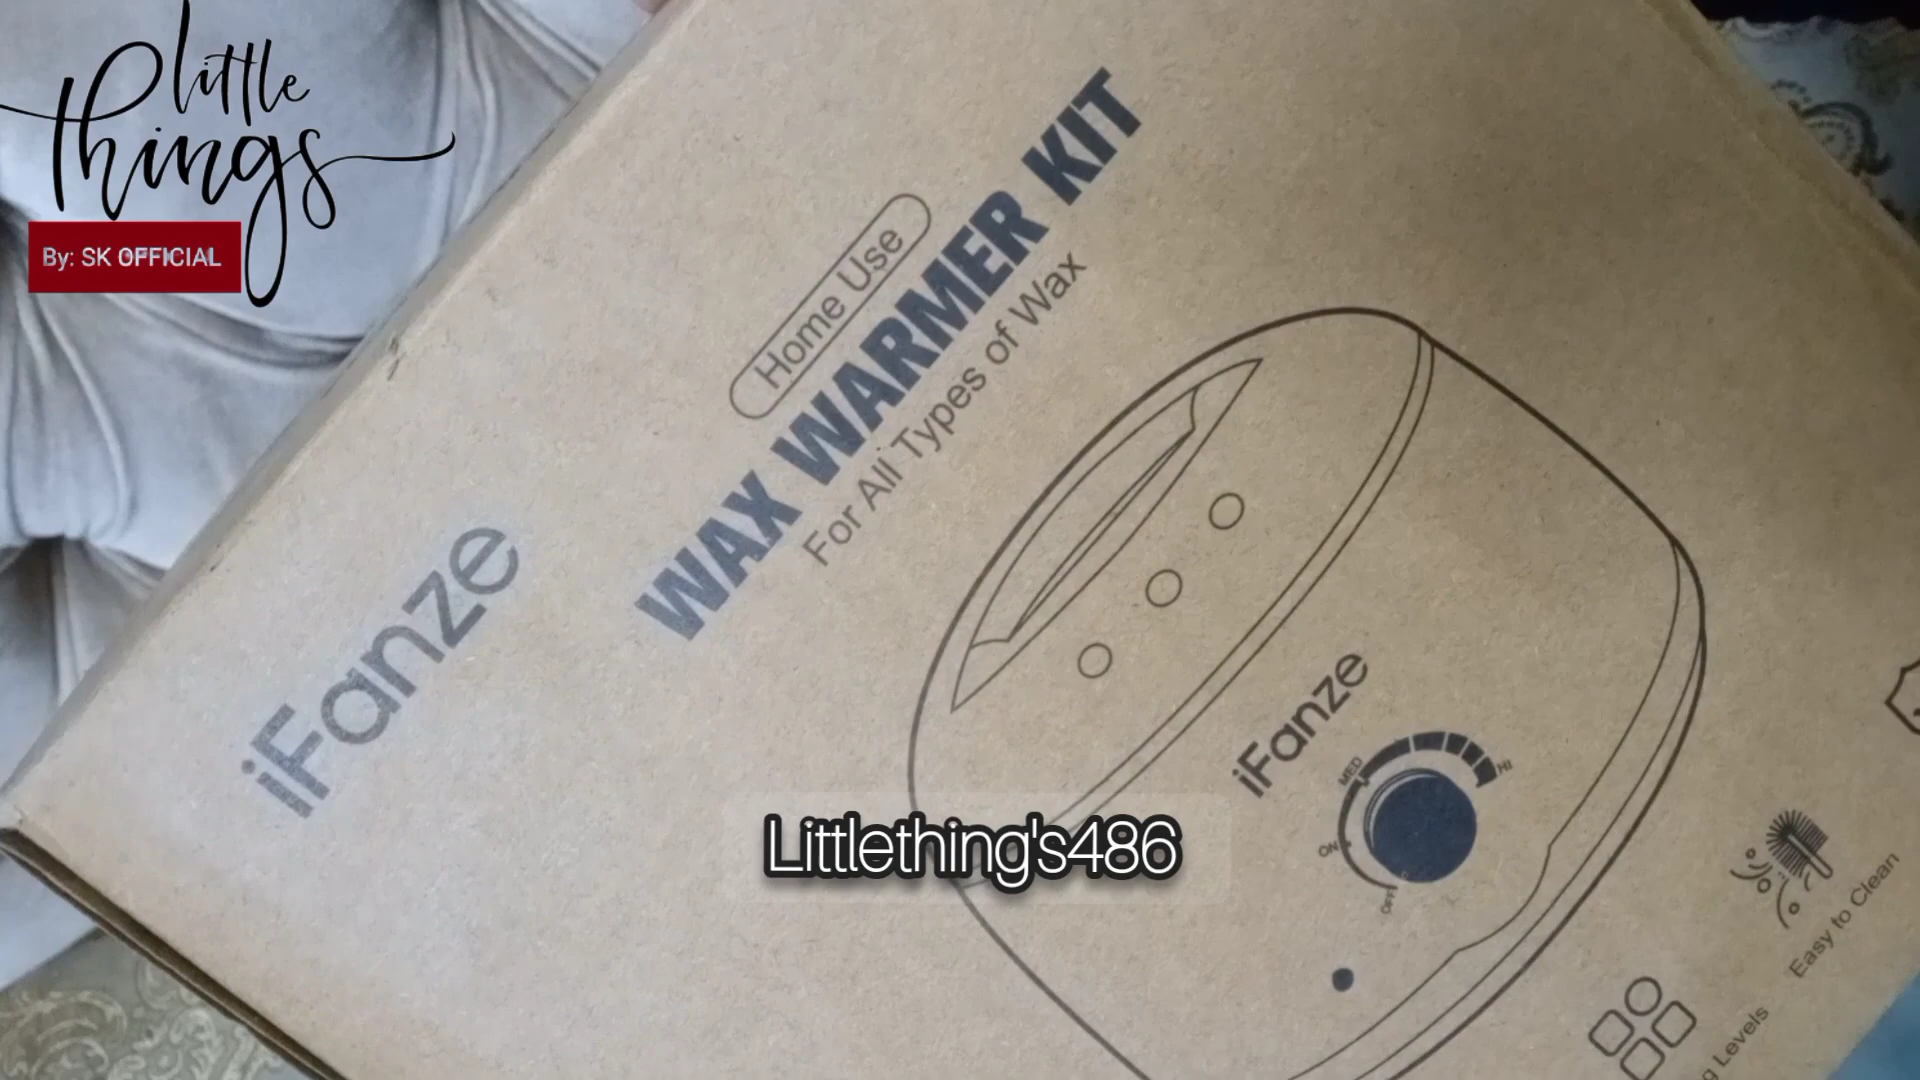 little
things
By: SK OFFICIAL
Home Use
WAX WARMER KIT
For All Types of Wax
iFanze
iFanze
MED
HI
ON
OFF
Littlething's486
Easy to Clean
Levels